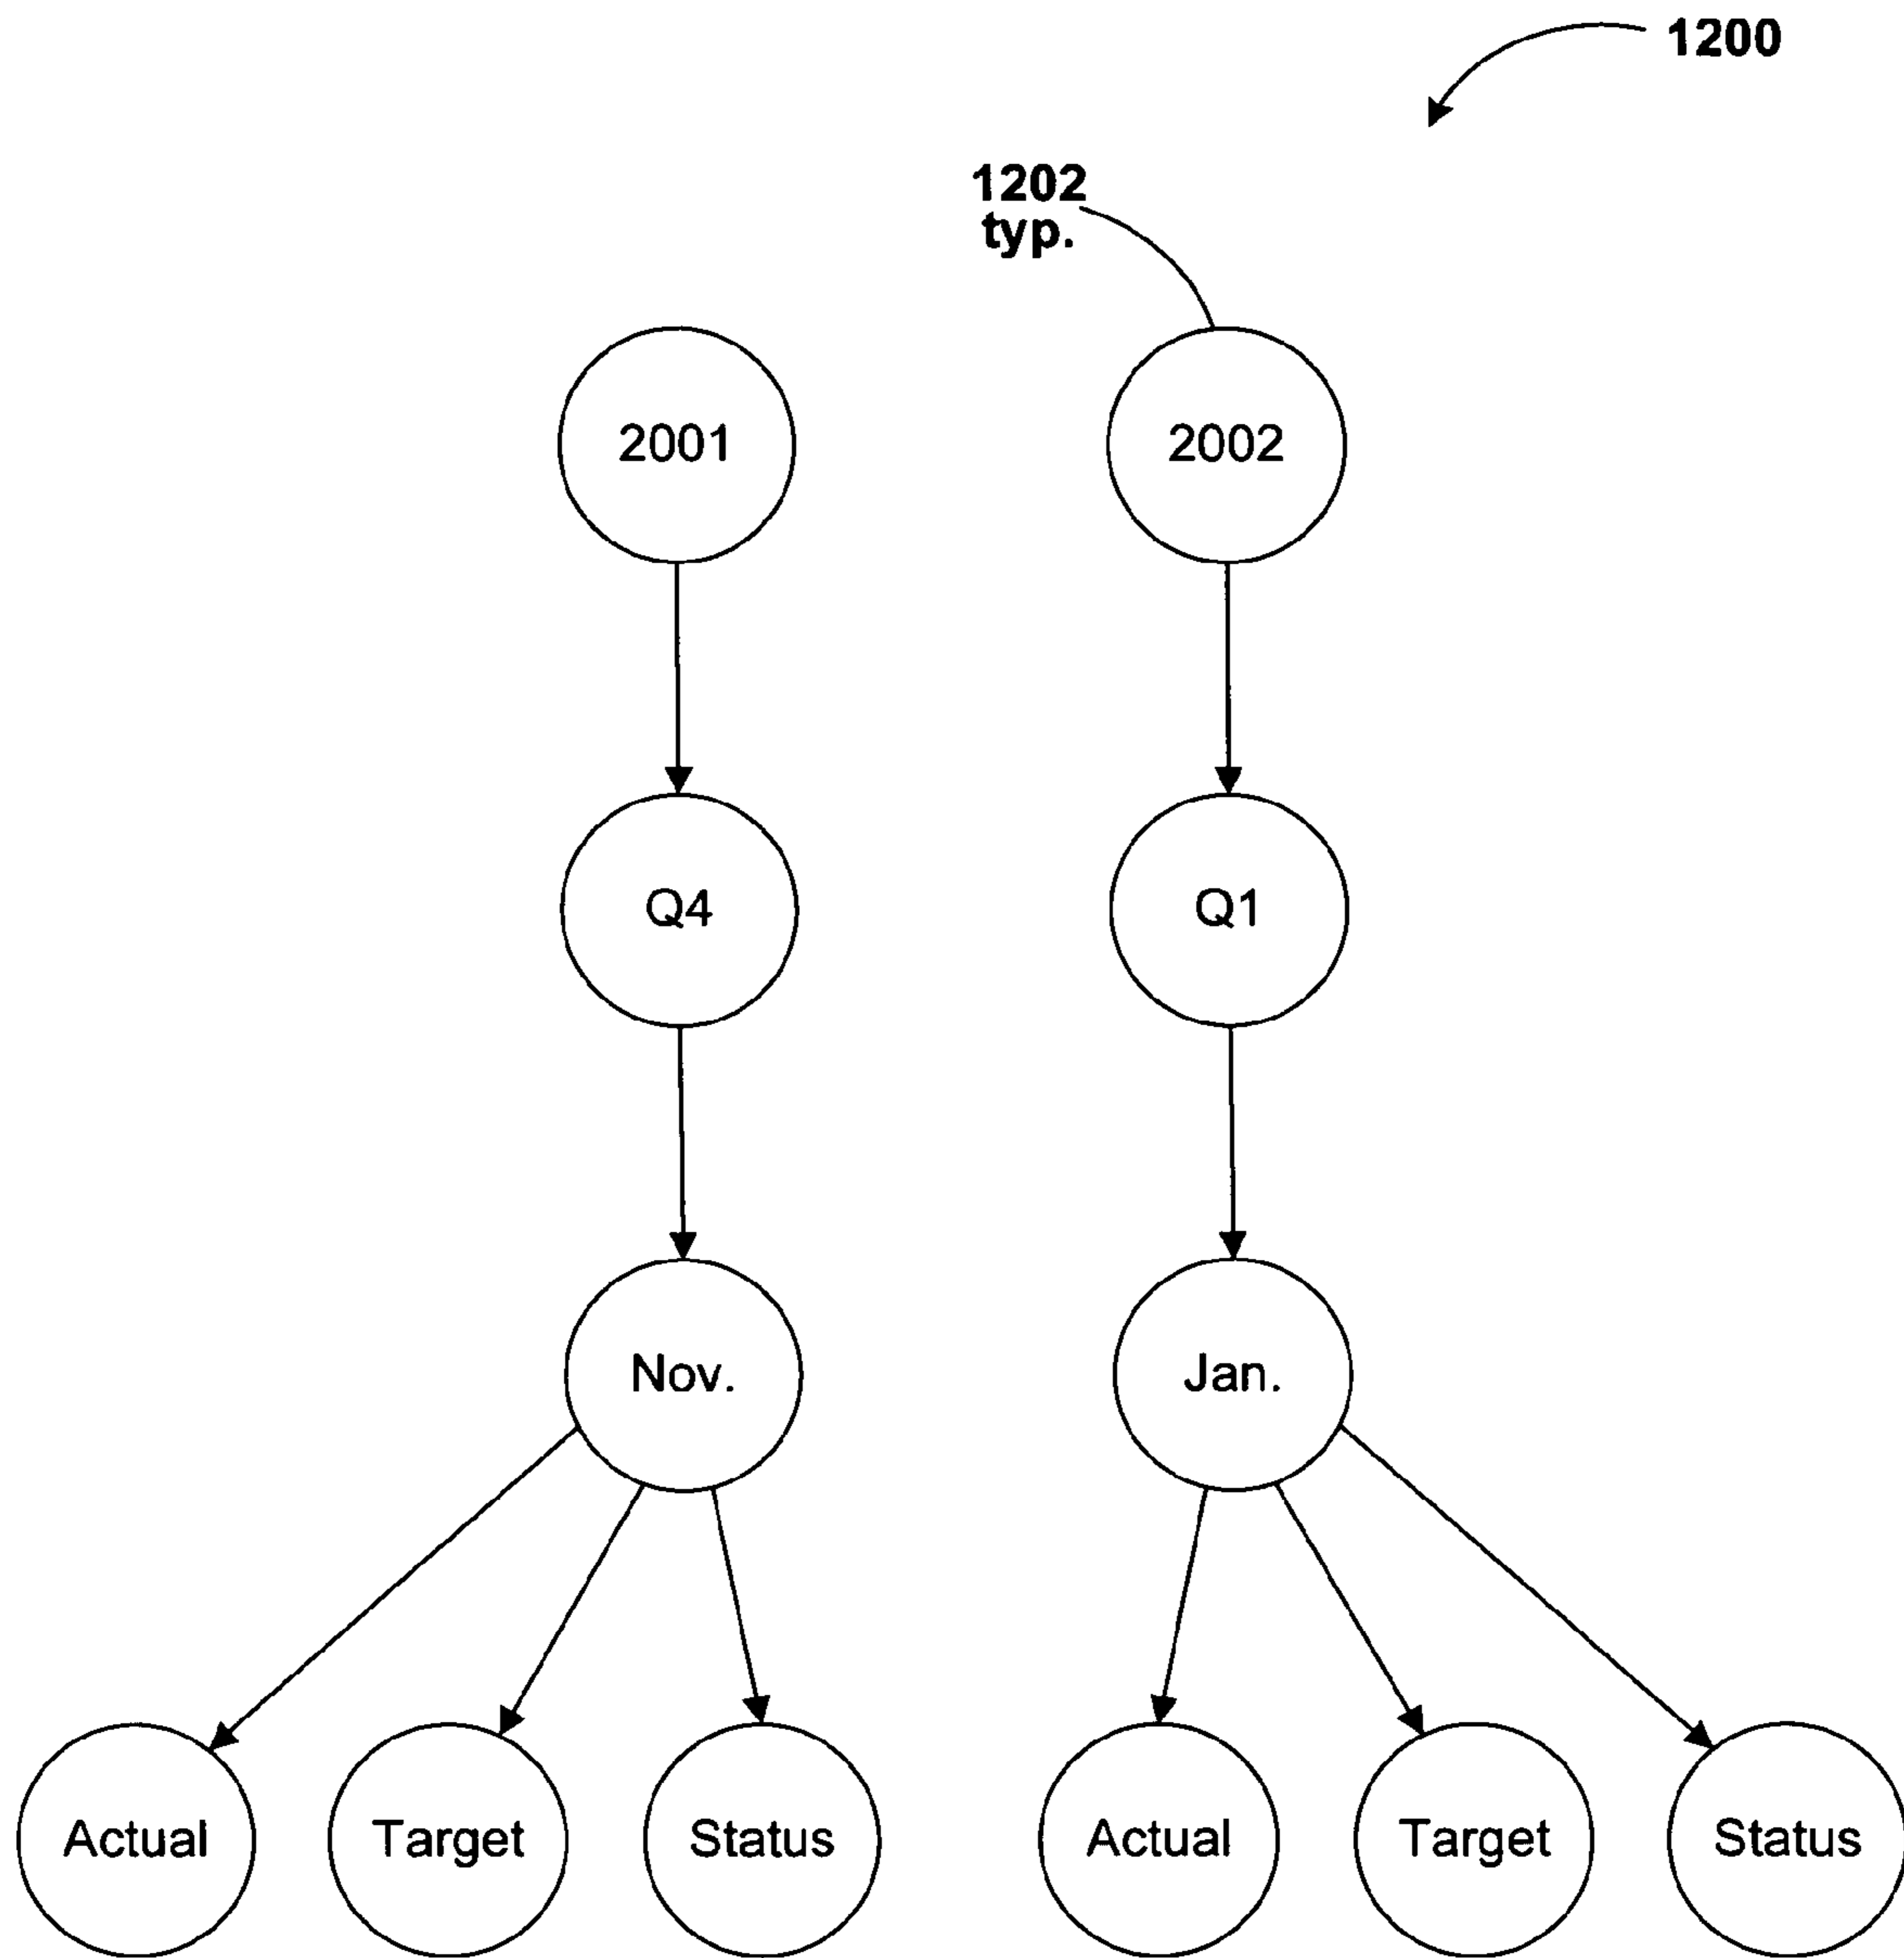 1200
1202
typ.
2001
2002
Q4
Q1
Nov.
Jan.
Actual
Target
Status
Actual
Target
Status